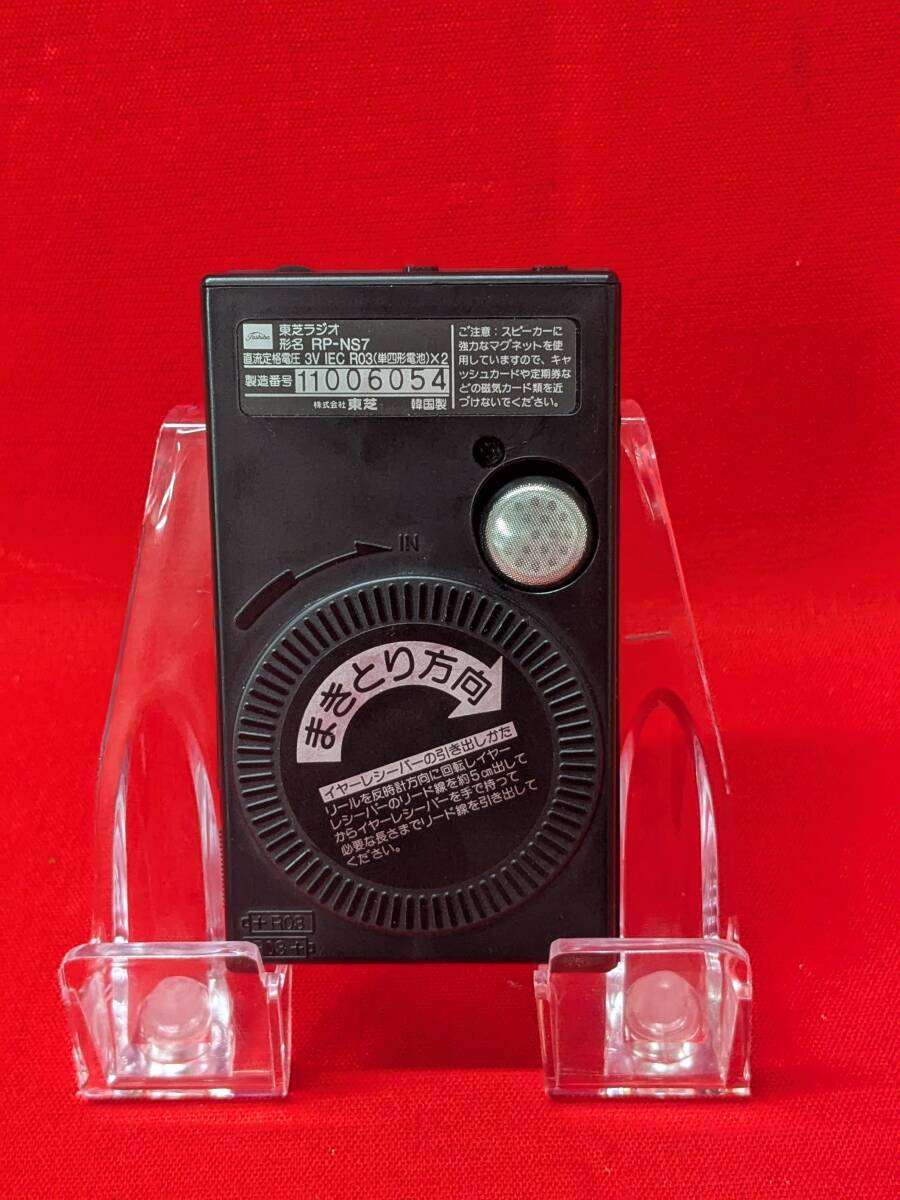 Toshiba
東芝ラジオ
形名 RP-NS7
直流定格電圧 3V IEC R03(単四形電池)×2
製造番号 11006054
株式会社 東芝 韓国製
ご注意:スピーカーに
強力なマグネットを使
用していますので、キャ
ッシュカードや定期券な
どの磁気カード類を近
づけないでください。
IN
まきとり方向
イヤーレシーバーの引き出しかた
リールを反時計方向に回転しイヤー
レシーバーのリード線を約5cm出して
からイヤーレシーバーを手で持って
必要な長さまでリード線を引き出して
ください。
+ R03
R03 +